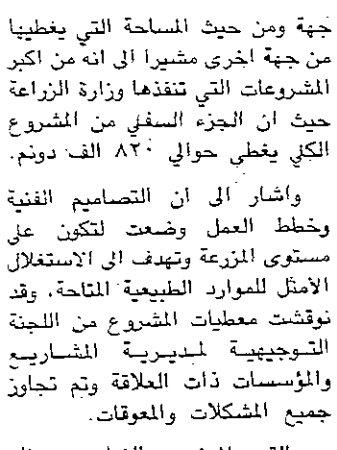 جهة ومن حيث المساحة التي يغطيها
من جهة اخرى مشيرا الى انه من اكبر
المشروعات التي تنفذها وزارة الزراعة
حيث ان الجزء السفلي من المشروع
الكلي يغطي حوالي ٨٢٠ الف دونم.
واشار الى ان التصاميم الفنية
وخطط العمل وضعت لتكون على
مستوى المزرعة وتهدف الى الاستغلال
الامثل للموارد الطبيعية المتاحة، وقد
نوقشت معطيات المشروع من اللجنة
التوجيهية لمديرية المشاريع
والمؤسسات ذات العلاقة وتم تجاوز
جميع المشكلات والمعوقات.